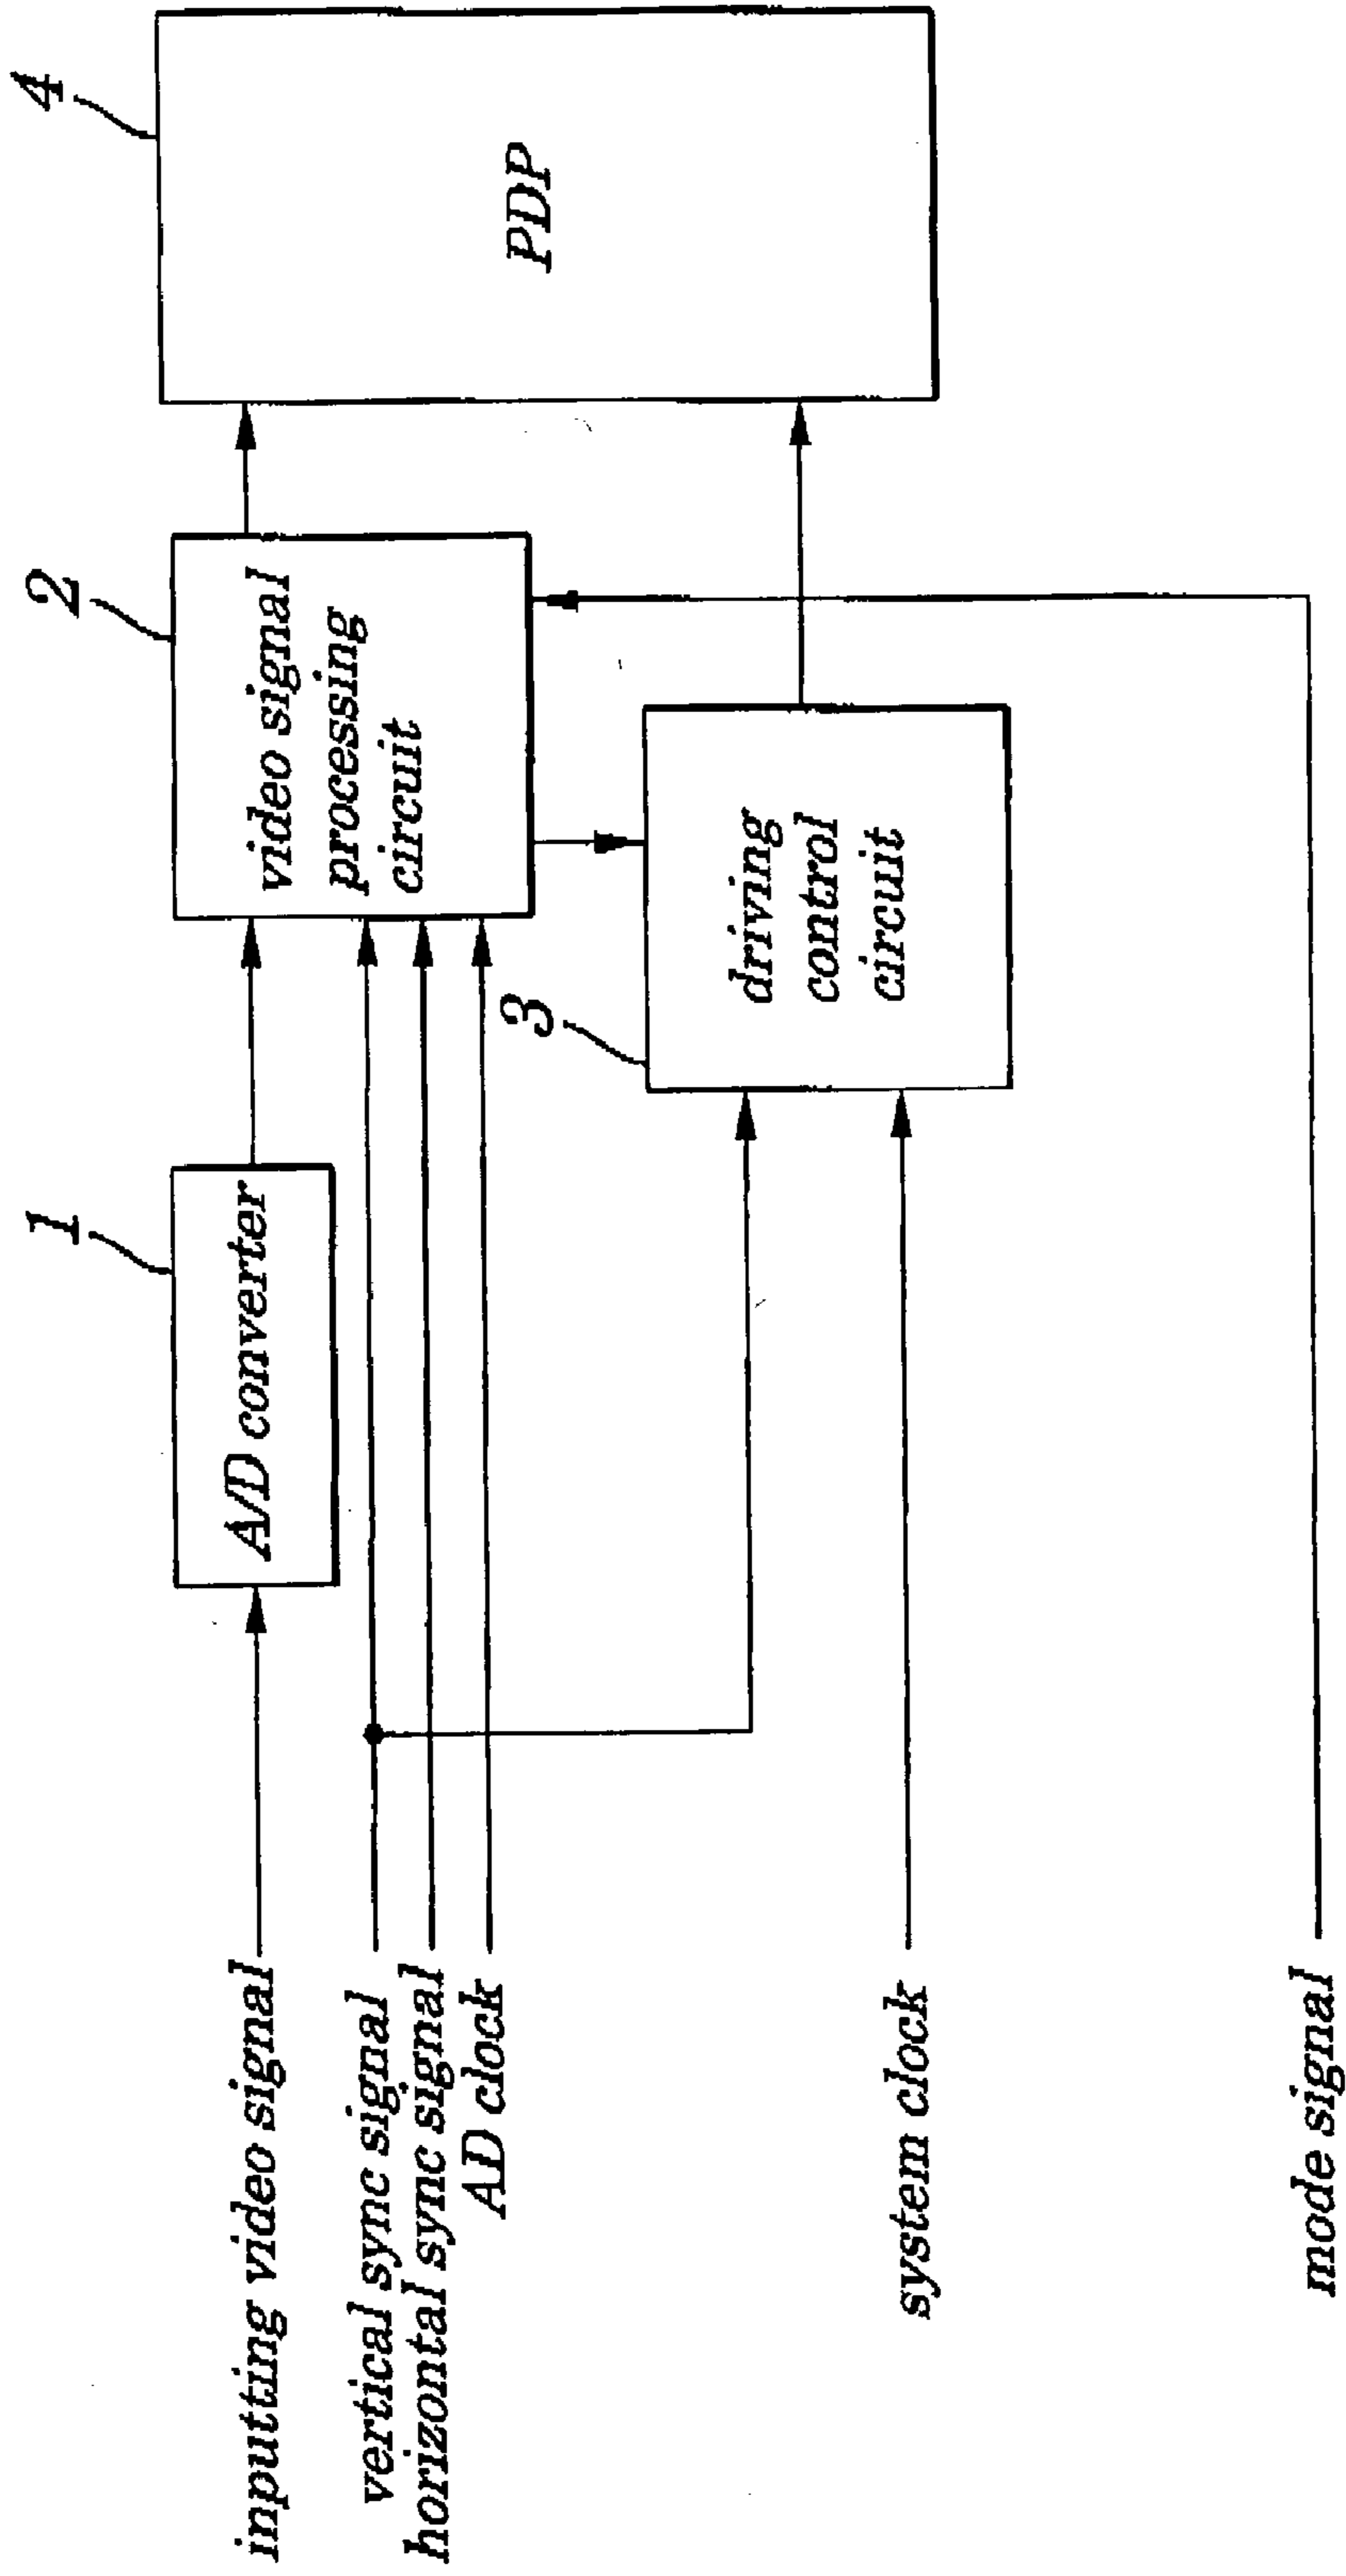 1
2
4
A/D converter
video signal
processing
circuit
PDP
3
driving
control
circuit
inputting video signal
vertical sync signal
horizontal sync signal
AD clock
system clock
mode signal